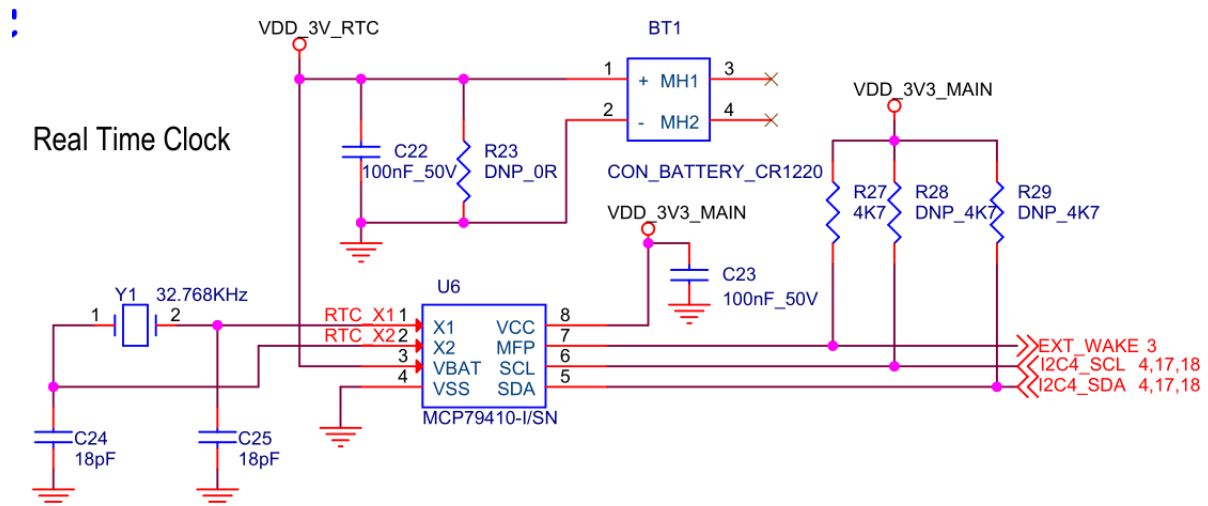 VDD_3V_RTC
BT1
1
+ MH1
3
2
- MH2
4
VDD_3V3_MAIN
Real Time Clock
C22
100nF_50V
R23
DNP_0R
CON_BATTERY_CR1220
R27
4K7
R28
DNP_4K7
R29
DNP_4K7
VDD_3V3_MAIN
C23
100nF_50V
Y1 32.768KHz
1
2
U6
RTC_X1 1
X1
VCC
8
RTC_X2 2
X2
MFP
7
EXT_WAKE 3
3
VBAT
SCL
6
I2C4_SCL 4,17,18
4
VSS
SDA
5
I2C4_SDA 4,17,18
MCP79410-I/SN
C24
18pF
C25
18pF